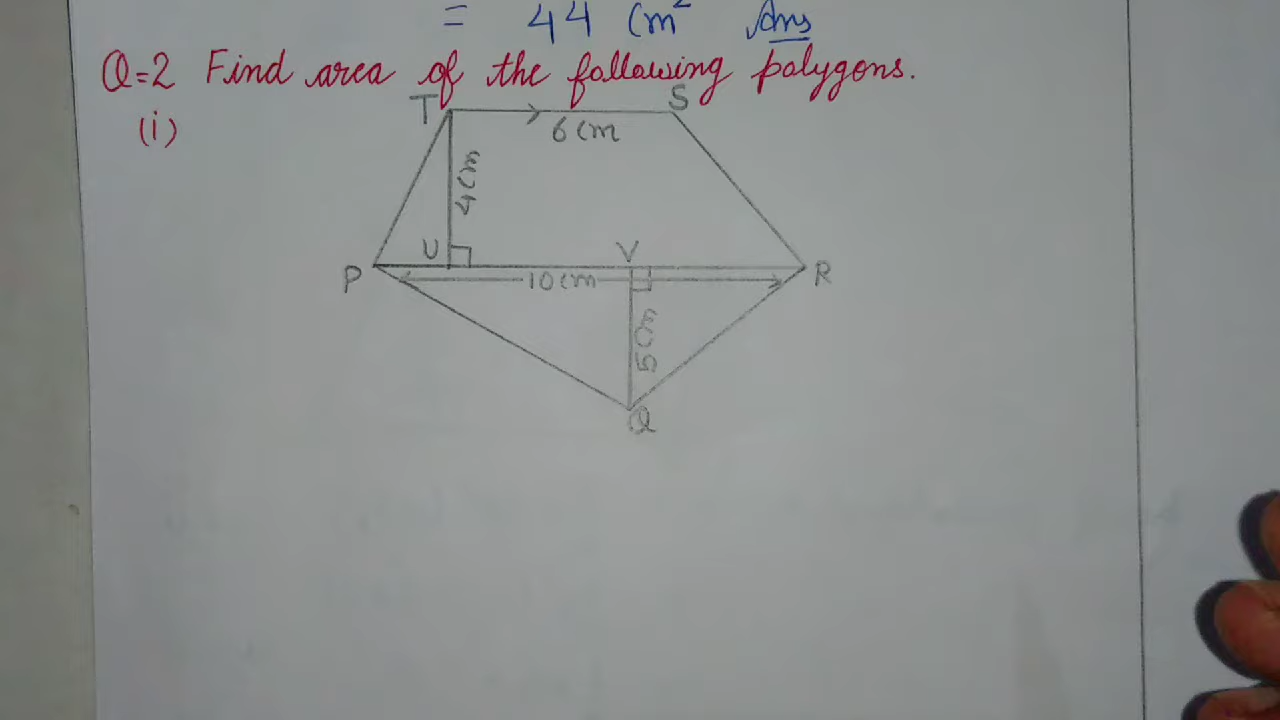 = 44 Cm² Ans
Q=2 Find area of the following polygons.
(i)
T
S
6 Cm
4 Cm
U
V
P
10 Cm
R
5 Cm
Q